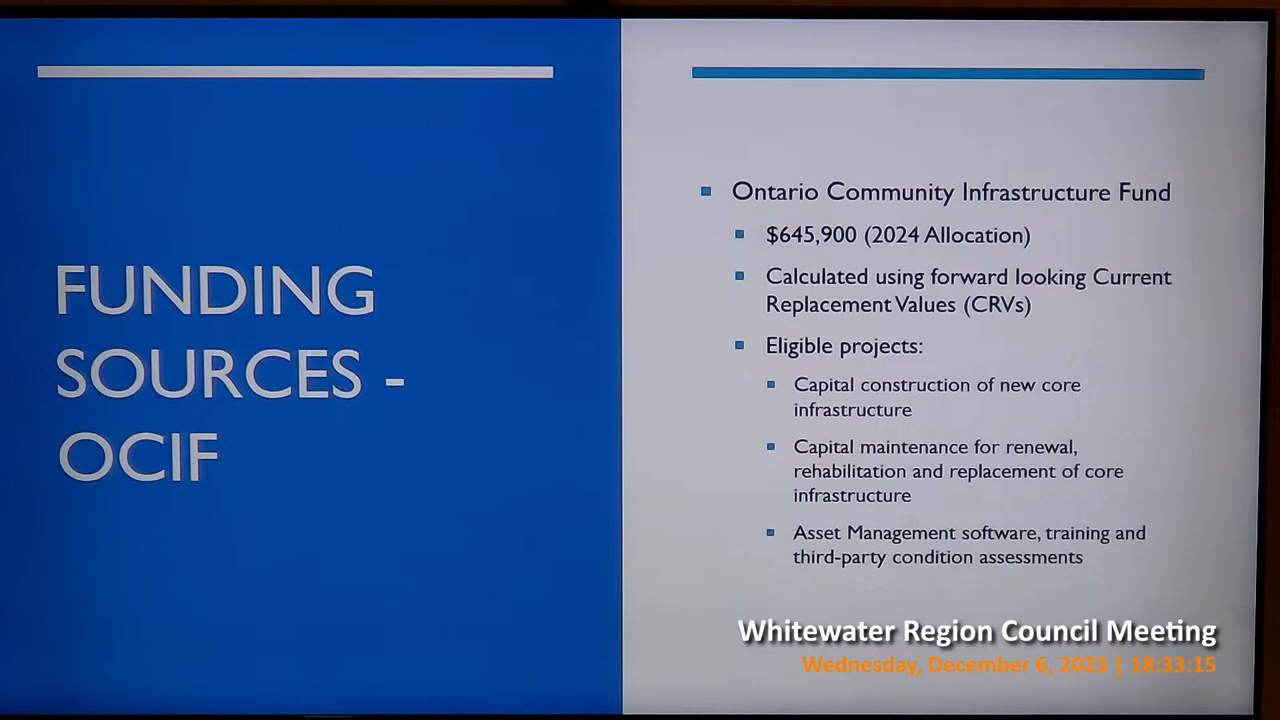 FUNDING
SOURCES -
OCIF
Ontario Community Infrastructure Fund
$645,900 (2024 Allocation)
Calculated using forward looking Current
Replacement Values (CRVs)
Eligible projects:
Capital construction of new core
infrastructure
Capital maintenance for renewal,
rehabilitation and replacement of core
infrastructure
Asset Management software, training and
third-party condition assessments
Whitewater Region Council Meeting
Wednesday, December 6, 2023 | 18:33:15